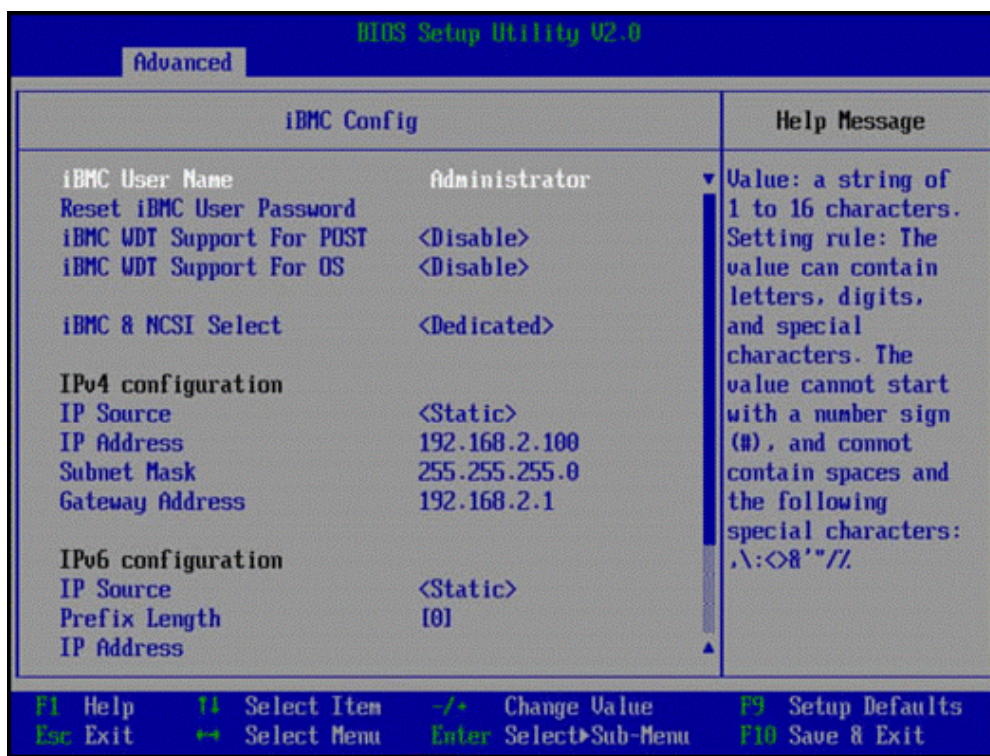 BIOS Setup Utility V2.0
Advanced
iBMC Config
iBMC User Name Administrator
Reset iBMC User Password
iBMC WDT Support For POST <Disable>
iBMC WDT Support For OS <Disable>
iBMC & NCSI Select <Dedicated>
IPv4 configuration
IP Source <Static>
IP Address 192.168.2.100
Subnet Mask 255.255.255.0
Gateway Address 192.168.2.1
IPv6 configuration
IP Source <Static>
Prefix Length [0]
IP Address
Help Message
Value: a string of
1 to 16 characters.
Setting rule: The
value can contain
letters, digits,
and special
characters. The
value cannot start
with a number sign
(#), and connot
contain spaces and
the following
special characters:
,\:<>&'"/%
F1 Help ↑↓ Select Item -/+ Change Value F9 Setup Defaults
Esc Exit ↔ Select Menu Enter Select▶Sub-Menu F10 Save & Exit